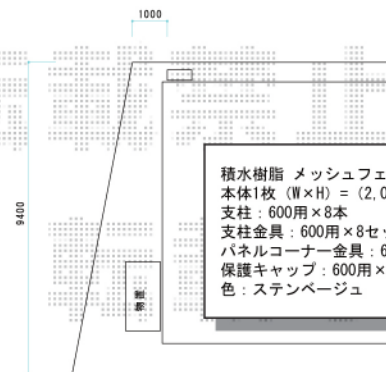 1000
9400
積水樹脂 メッシュフェ
本体1枚 (W×H) = (2,0
支柱:600用×8本
支柱金具:600用×8セッ
パネルコーナー金具:6
保護キャップ:600用×
色:ステンベージュ